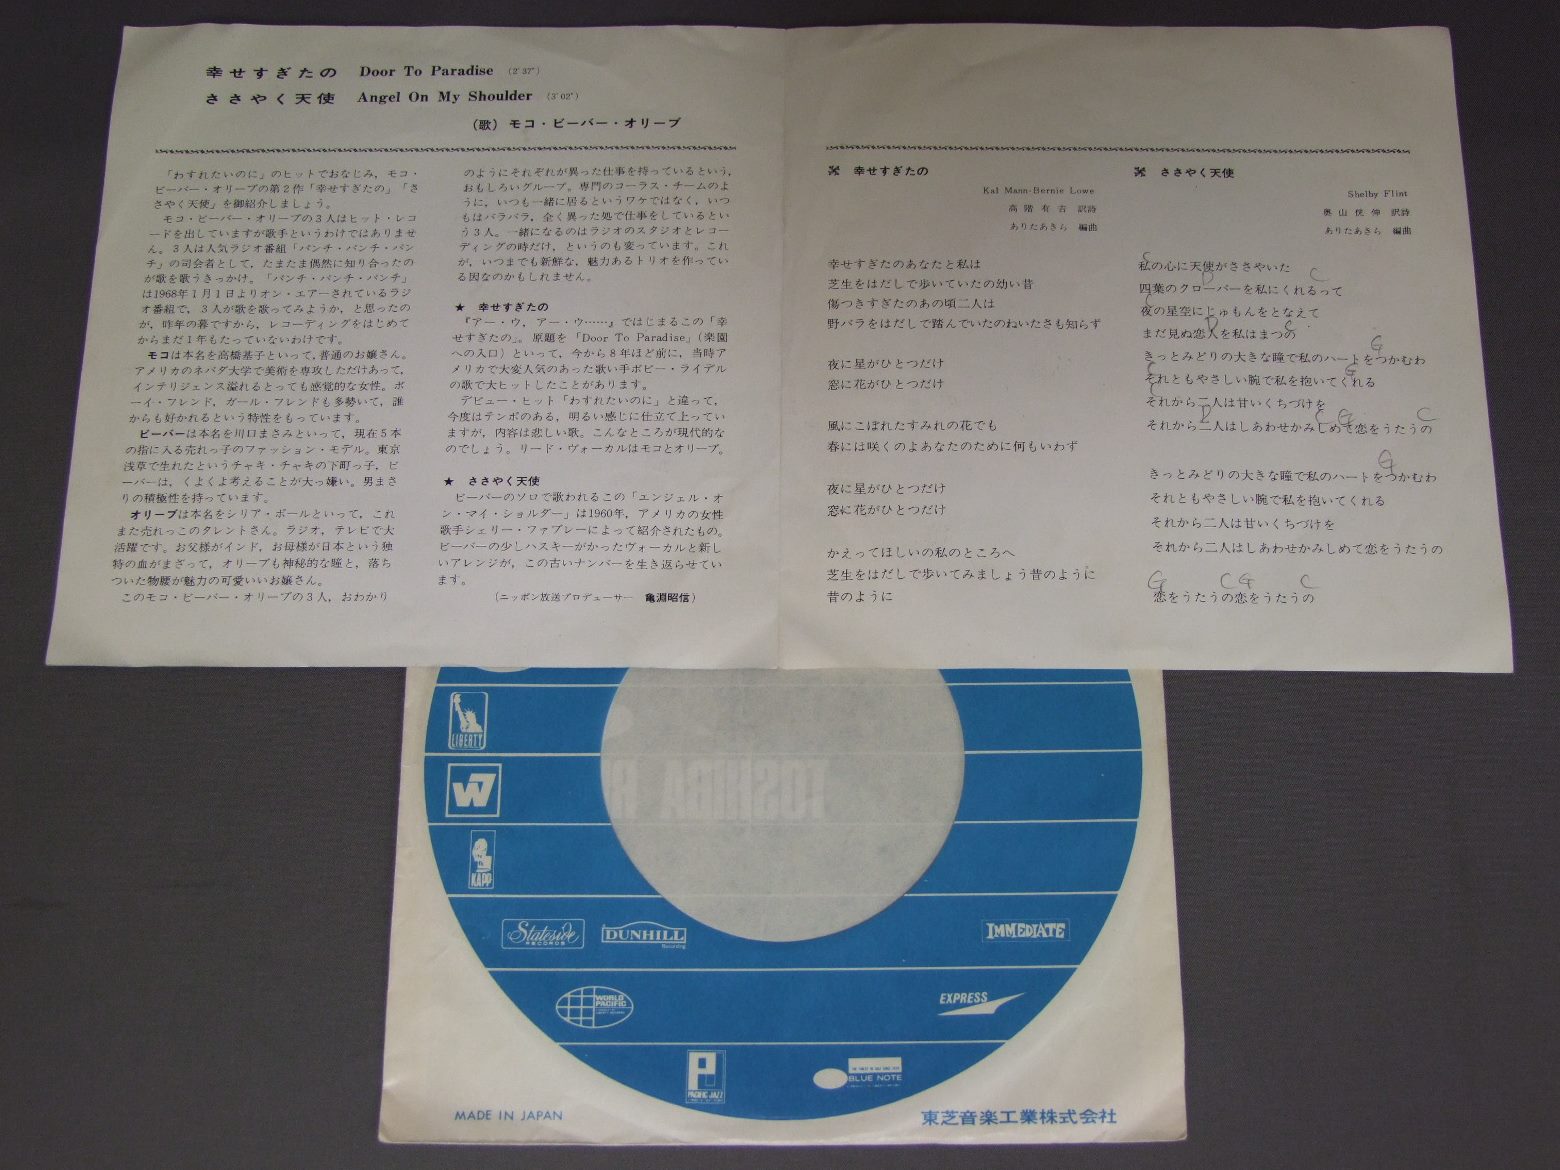 幸せすぎたの Door To Paradise (2'37")
ささやく天使 Angel On My Shoulder (3'02")
(歌) モコ・ビーバー・オリーブ
「わすれたいのに」のヒットでおなじみ，モコ・
ビーバー・オリーブの第2作「幸せすぎたの」「さ
さやく天使」を御紹介しましょう。
モコ・ビーバー・オリーブの3人はヒット・レコ
ードを出していますが歌手というわけではありませ
ん。3人は人気ラジオ番組「パンチ・パンチ・パン
チ」の司会者として，たまたま偶然に知り合ったの
が歌を歌うきっかけ。「パンチ・パンチ・パンチ」
は1968年1月1日よりオン・エアーされているラジ
オ番組で，3人が歌を歌ってみようか，と思ったの
が，昨年の暮ですから，レコーディングをはじめて
からまだ1年もたっていないわけです。
モコは本名を高橋基子といって，普通のお嬢さん。
アメリカのネバダ大学で美術を専攻しただけあって，
インテリジェンス溢れるとっても感覚的な女性。ボ
ーイ・フレンド，ガール・フレンドも多勢いて，誰
からも好かれるという特性をもっています。
ビーバーは本名を川口まさみといって，現在5本
の指に入る売れっ子のファッション・モデル。東京
浅草で生れたというチャキ・チャキの下町っ子，ビ
ーバーは，くよくよ考えることが大っ嫌い。男まさ
りの積極性を持っています。
オリーブは本名をシリア・ポールといって，これ
また売れっこのタレントさん。ラジオ，テレビで大
活躍です。お父様がインド，お母様が日本という独
特の血がまざって，オリーブも神秘的な瞳と，落ち
ついた物腰が魅力の可愛いいお嬢さん。
このモコ・ビーバー・オリーブの3人，おわかり
のようにそれぞれが異った仕事を持っているという，
おもしろいグループ。専門のコーラス・チームのよ
うに，いつも一緒に居るというワケではなく，いつ
もはバラバラ，全く異った処で仕事をしているとい
う3人。一緒になるのはラジオのスタジオとレコー
ディングの時だけ，というのも変っています。これ
が，いつまでも新鮮な，魅力あるトリオを作ってい
る因なのかもしれません。
★ 幸せすぎたの
『アー・ウ，アー・ウ……』ではじまるこの「幸
せすぎたの」。原題を「Door To Paradise」(楽園
への入口)といって，今から8年ほど前に，当時ア
メリカで大変人気のあった歌い手ボビー・ライデル
の歌で大ヒットしたことがあります。
デビュー・ヒット「わすれたいのに」と違って，
今度はテンポのある，明るい感じに仕立て上ってい
ますが，内容は悲しい歌。こんなところが現代的な
のでしょう。リード・ヴォーカルはモコとオリーブ。
★ ささやく天使
ビーバーのソロで歌われるこの「エンジェル・オ
ン・マイ・ショルダー」は1960年，アメリカの女性
歌手シェリー・ファブレーによって紹介されたもの。
ビーバーの少しハスキーがかったヴォーカルと新し
いアレンジが，この古いナンバーを生き返らせてい
ます。
(ニッポン放送プロデューサー 亀渕昭信)
幸せすぎたの
Kal Mann-Bernie Lowe
訳詩
ありたあきら 編曲
幸せすぎたのあなたと私は
芝生をはだしで歩いていたの幼い昔
傷つきすぎたのあの頃二人は
野バラをはだしで踏んでいたのねいたさも知らず
夜に星がひとつだけ
窓に花がひとつだけ
風にこぼれたすみれの花でも
春には咲くのよあなたのために何もいわず
夜に星がひとつだけ
窓に花がひとつだけ
かえってほしいの私のところへ
芝生をはだしで歩いてみましょう昔のように
昔のように
ささやく天使
Shelby Flint
奥山 訳詩
ありたあきら 編曲
C
私の心に天使がささやいた
D C
四葉のクローバーを私にくれるって
C
夜の星空にじゅもんをとなえて
D C
まだ見ぬ恋人を私はまつの
G
きっとみどりの大きな瞳で私のハートをつかむわ
C G
それともやさしい腕で私を抱いてくれる
C
それから二人は甘いくちづけを
D C G C
それから二人はしあわせかみしめて恋をうたうの
G
きっとみどりの大きな瞳で私のハートをつかむわ
それともやさしい腕で私を抱いてくれる
それから二人は甘いくちづけを
それから二人はしあわせかみしめて恋をうたうの
G C G C
恋をうたうの恋をうたうの
LIBERTY
TOSHIBA
KAPP
Stateside
RECORDS
DUNHILL
IMMEDIATE
WORLD
PACIFIC
EXPRESS
PACIFIC JAZZ
BLUE NOTE
MADE IN JAPAN
東芝音楽工業株式会社